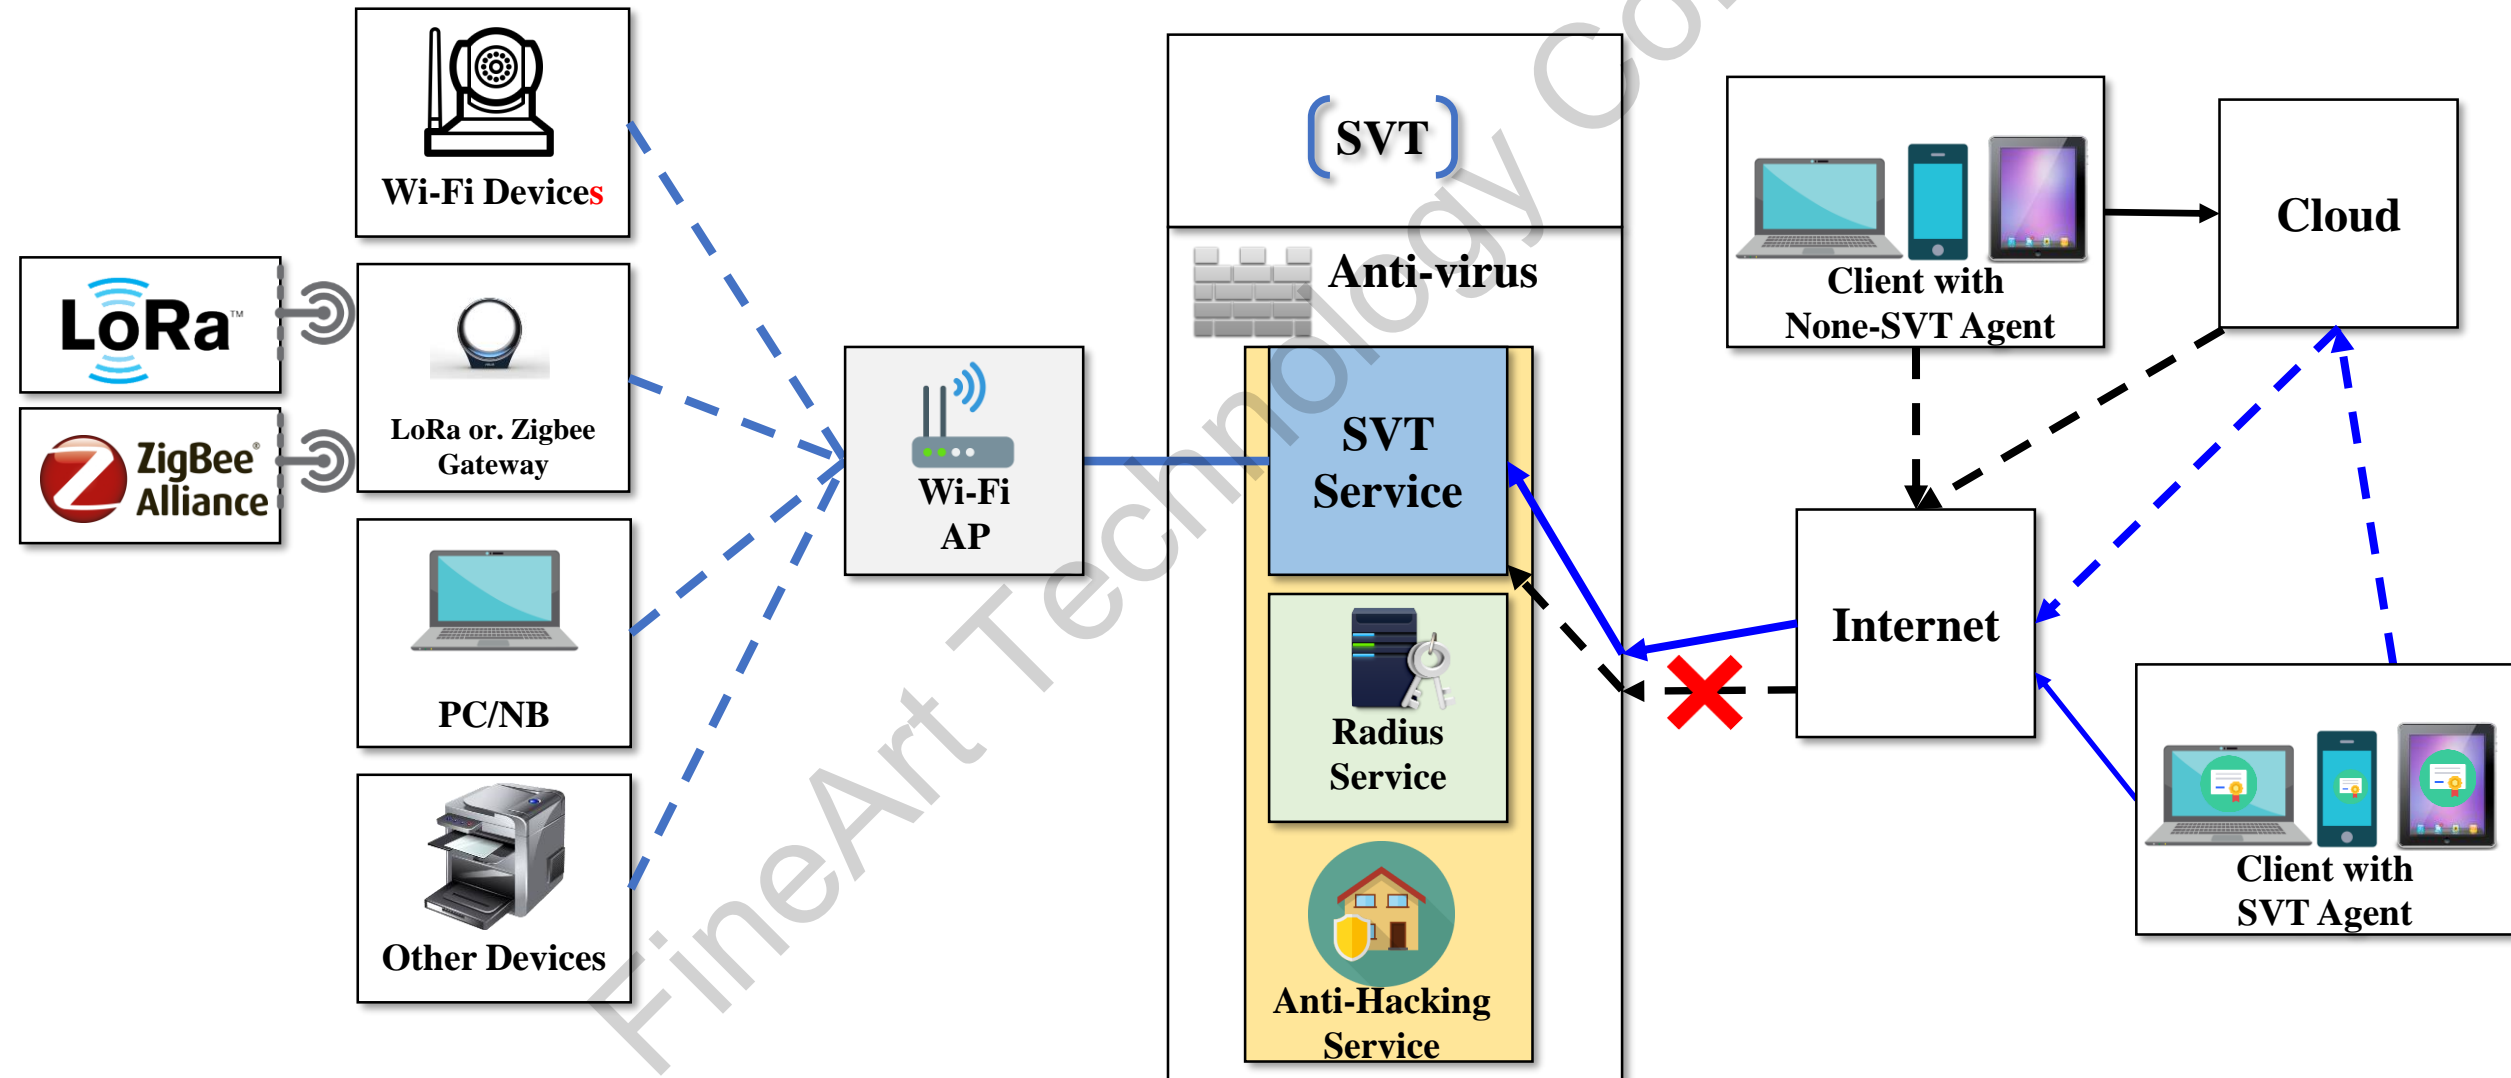 Wi-Fi Devices
LoRa™
ZigBee®
Alliance
LoRa or. Zigbee
Gateway
PC/NB
Other Devices
Wi-Fi
AP
SVT
Anti-virus
SVT
Service
Radius
Service
Anti-Hacking
Service
Client with
None-SVT Agent
Cloud
Internet
Client with
SVT Agent
FineArt Technology Co